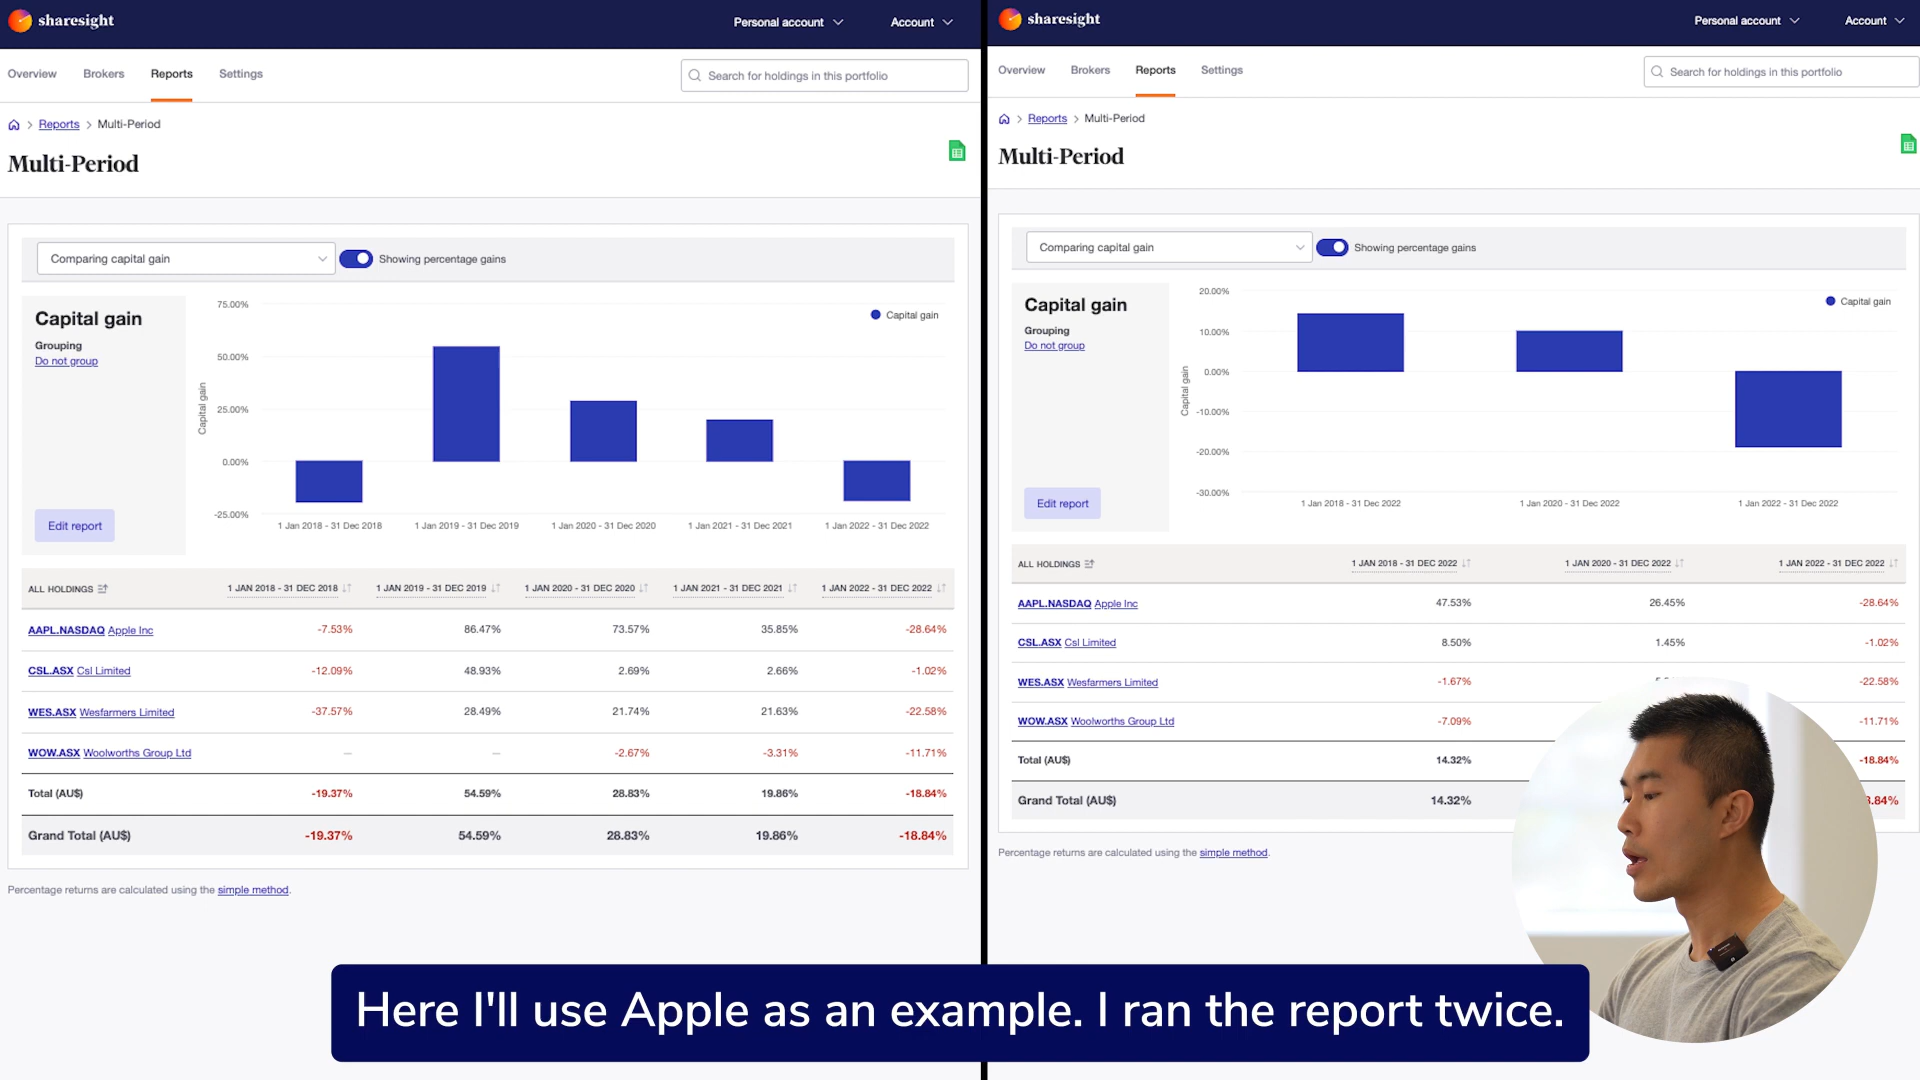 sharesight
Personal account
Account
Overview
Brokers
Reports
Settings
Search for holdings in this portfolio
Reports > Multi-Period
Multi-Period
Comparing capital gain
Showing percentage gains
Capital gain
Grouping
Do not group
Edit report
Capital gain
Capital gain
75.00%
50.00%
25.00%
0.00%
-25.00%
1 Jan 2018 - 31 Dec 2018
1 Jan 2019 - 31 Dec 2019
1 Jan 2020 - 31 Dec 2020
1 Jan 2021 - 31 Dec 2021
1 Jan 2022 - 31 Dec 2022
ALL HOLDINGS 1 JAN 2018 - 31 DEC 2018 1 JAN 2019 - 31 DEC 2019 1 JAN 2020 - 31 DEC 2020 1 JAN 2021 - 31 DEC 2021 1 JAN 2022 - 31 DEC 2022
AAPL.NASDAQ Apple Inc -7.53% 86.47% 73.57% 35.85% -28.64%
CSL.ASX Csl Limited -12.09% 48.93% 2.69% 2.66% -1.02%
WES.ASX Wesfarmers Limited -37.57% 28.49% 21.74% 21.63% -22.58%
WOW.ASX Woolworths Group Ltd — — -2.67% -3.31% -11.71%
Total (AU$) -19.37% 54.59% 28.83% 19.86% -18.84%
Grand Total (AU$) -19.37% 54.59% 28.83% 19.86% -18.84%
Percentage returns are calculated using the simple method.
sharesight
Personal account
Account
Overview
Brokers
Reports
Settings
Search for holdings in this portfolio
Reports > Multi-Period
Multi-Period
Comparing capital gain
Showing percentage gains
Capital gain
Grouping
Do not group
Edit report
Capital gain
Capital gain
20.00%
10.00%
0.00%
-10.00%
-20.00%
-30.00%
1 Jan 2018 - 31 Dec 2022
1 Jan 2020 - 31 Dec 2022
1 Jan 2022 - 31 Dec 2022
ALL HOLDINGS 1 JAN 2018 - 31 DEC 2022 1 JAN 2020 - 31 DEC 2022 1 JAN 2022 - 31 DEC 2022
AAPL.NASDAQ Apple Inc 47.53% 26.45% -28.64%
CSL.ASX Csl Limited 8.50% 1.45% -1.02%
WES.ASX Wesfarmers Limited -1.67% -22.58%
WOW.ASX Woolworths Group Ltd -7.09% -11.71%
Total (AU$) 14.32% -18.84%
Grand Total (AU$) 14.32%
Percentage returns are calculated using the simple method.
Here I'll use Apple as an example. I ran the report twice.